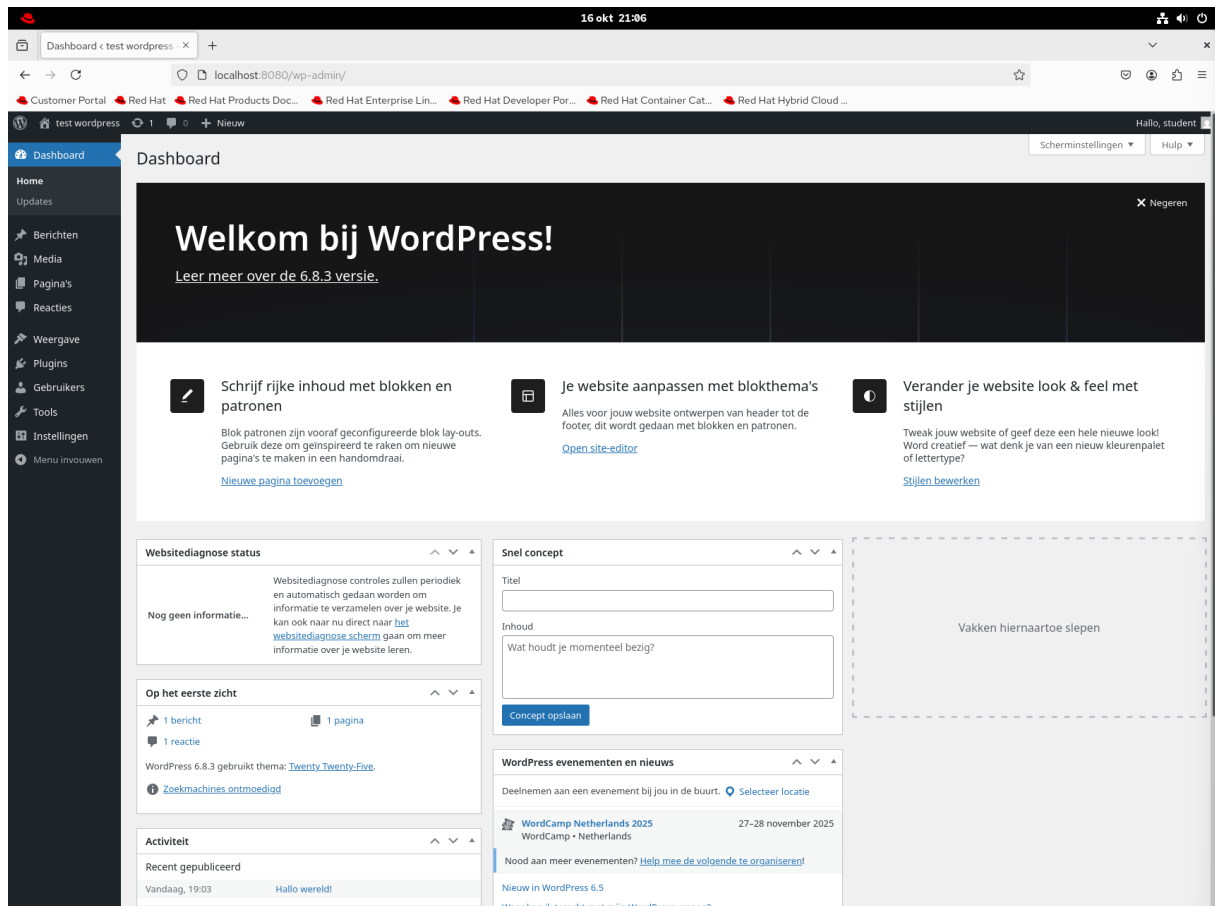 16 okt 21:06
Dashboard ‹ test wordpress –
localhost:8080/wp-admin/
Customer Portal Red Hat Red Hat Products Doc... Red Hat Enterprise Lin... Red Hat Developer Por... Red Hat Container Cat... Red Hat Hybrid Cloud ...
test wordpress 1 0 Nieuw Hallo, student
Dashboard
Home
Updates
Berichten
Media
Pagina's
Reacties
Weergave
Plugins
Gebruikers
Tools
Instellingen
Menu invouwen
Scherminstellingen Hulp
Dashboard
Negeren
Welkom bij WordPress!
Leer meer over de 6.8.3 versie.
Schrijf rijke inhoud met blokken en
patronen
Blok patronen zijn vooraf geconfigureerde blok lay-outs.
Gebruik deze om geïnspireerd te raken om nieuwe
pagina's te maken in een handomdraai.
Nieuwe pagina toevoegen
Je website aanpassen met blokthema's
Alles voor jouw website ontwerpen van header tot de
footer, dit wordt gedaan met blokken en patronen.
Open site-editor
Verander je website look & feel met
stijlen
Tweak jouw website of geef deze een hele nieuwe look!
Word creatief — wat denk je van een nieuw kleurenpalet
of lettertype?
Stijlen bewerken
Websitediagnose status
Nog geen informatie...
Websitediagnose controles zullen periodiek
en automatisch gedaan worden om
informatie te verzamelen over je website. Je
kan ook naar nu direct naar het
websitediagnose scherm gaan om meer
informatie over je website leren.
Op het eerste zicht
1 bericht 1 pagina
1 reactie
WordPress 6.8.3 gebruikt thema: Twenty Twenty-Five.
Zoekmachines ontmoedigd
Activiteit
Recent gepubliceerd
Vandaag, 19:03 Hallo wereld!
Snel concept
Titel
Inhoud
Wat houdt je momenteel bezig?
Concept opslaan
WordPress evenementen en nieuws
Deelnemen aan een evenement bij jou in de buurt. Selecteer locatie
WordCamp Netherlands 2025 27–28 november 2025
WordCamp • Netherlands
Nood aan meer evenementen? Help mee de volgende te organiseren!
Nieuw in WordPress 6.5
Vakken hiernaartoe slepen